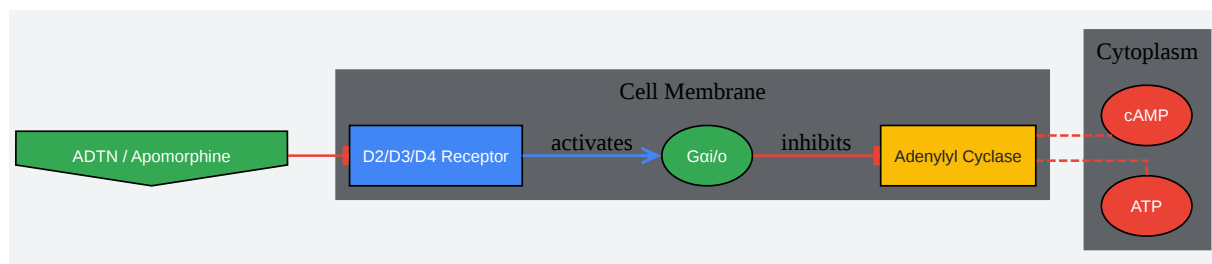 Cytoplasm
Cell Membrane
cAMP
ADTN / Apomorphine
D2/D3/D4 Receptor
activates
Gαi/o
inhibits
Adenylyl Cyclase
ATP